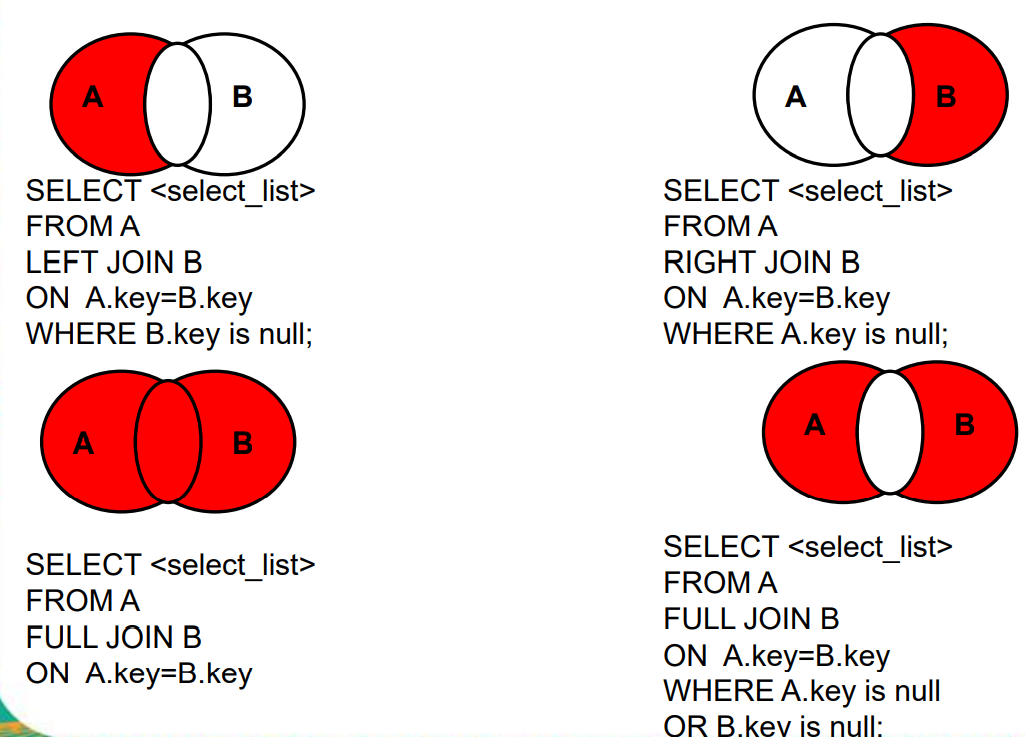 A B
SELECT <select_list>
FROM A
LEFT JOIN B
ON A.key=B.key
WHERE B.key is null;
A B
SELECT <select_list>
FROM A
RIGHT JOIN B
ON A.key=B.key
WHERE A.key is null;
A B
SELECT <select_list>
FROM A
FULL JOIN B
ON A.key=B.key
A B
SELECT <select_list>
FROM A
FULL JOIN B
ON A.key=B.key
WHERE A.key is null
OR B.key is null;